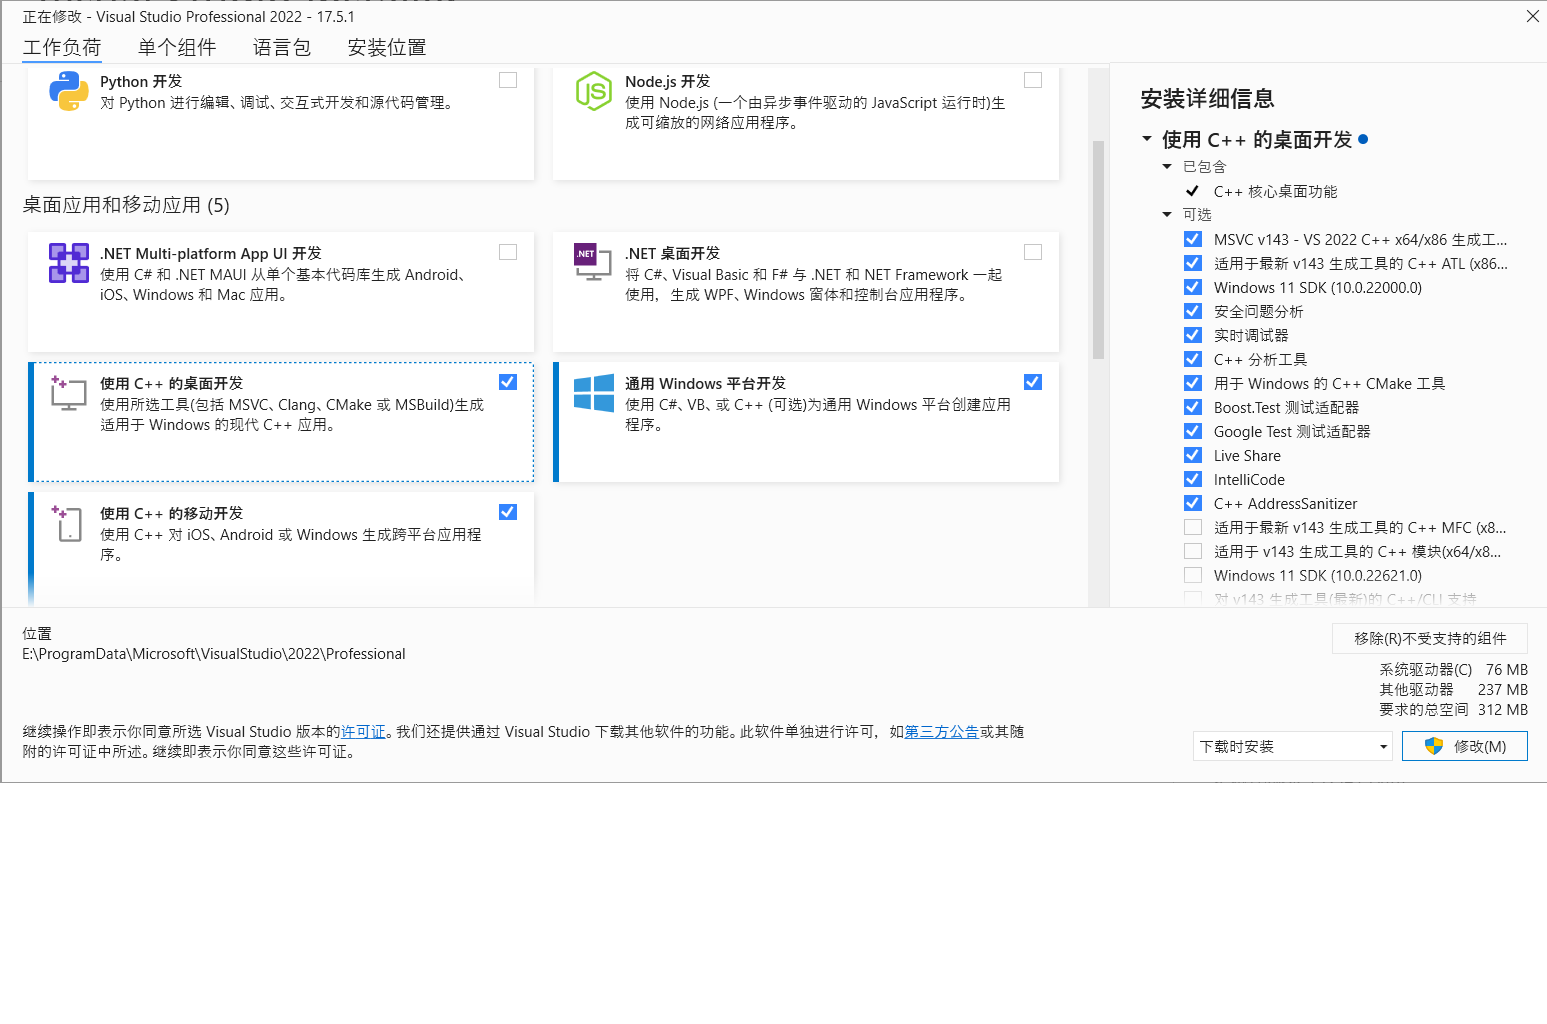 正在修改 - Visual Studio Professional 2022 - 17.5.1
工作负荷 单个组件 语言包 安装位置
Python 开发
对 Python 进行编辑、调试、交互式开发和源代码管理。
Node.js 开发
使用 Node.js (一个由异步事件驱动的 JavaScript 运行时)生
成可缩放的网络应用程序。
桌面应用和移动应用 (5)
.NET Multi-platform App UI 开发
使用 C# 和 .NET MAUI 从单个基本代码库生成 Android、
iOS、Windows 和 Mac 应用。
.NET
.NET 桌面开发
将 C#、Visual Basic 和 F# 与 .NET 和 NET Framework 一起
使用，生成 WPF、Windows 窗体和控制台应用程序。
使用 C++ 的桌面开发
使用所选工具(包括 MSVC、Clang、CMake 或 MSBuild)生成
适用于 Windows 的现代 C++ 应用。
通用 Windows 平台开发
使用 C#、VB、或 C++ (可选)为通用 Windows 平台创建应用
程序。
使用 C++ 的移动开发
使用 C++ 对 iOS、Android 或 Windows 生成跨平台应用程
序。
安装详细信息
使用 C++ 的桌面开发
已包含
C++ 核心桌面功能
可选
MSVC v143 - VS 2022 C++ x64/x86 生成工...
适用于最新 v143 生成工具的 C++ ATL (x86...
Windows 11 SDK (10.0.22000.0)
安全问题分析
实时调试器
C++ 分析工具
用于 Windows 的 C++ CMake 工具
Boost.Test 测试适配器
Google Test 测试适配器
Live Share
IntelliCode
C++ AddressSanitizer
适用于最新 v143 生成工具的 C++ MFC (x8...
适用于 v143 生成工具的 C++ 模块(x64/x8...
Windows 11 SDK (10.0.22621.0)
对 v143 生成工具(最新)的 C++/CLI 支持
位置
E:\ProgramData\Microsoft\VisualStudio\2022\Professional
继续操作即表示你同意所选 Visual Studio 版本的许可证。我们还提供通过 Visual Studio 下载其他软件的功能。此软件单独进行许可，如第三方公告或其随
附的许可证中所述。继续即表示你同意这些许可证。
移除(R)不受支持的组件
系统驱动器(C) 76 MB
其他驱动器 237 MB
要求的总空间 312 MB
下载时安装
修改(M)